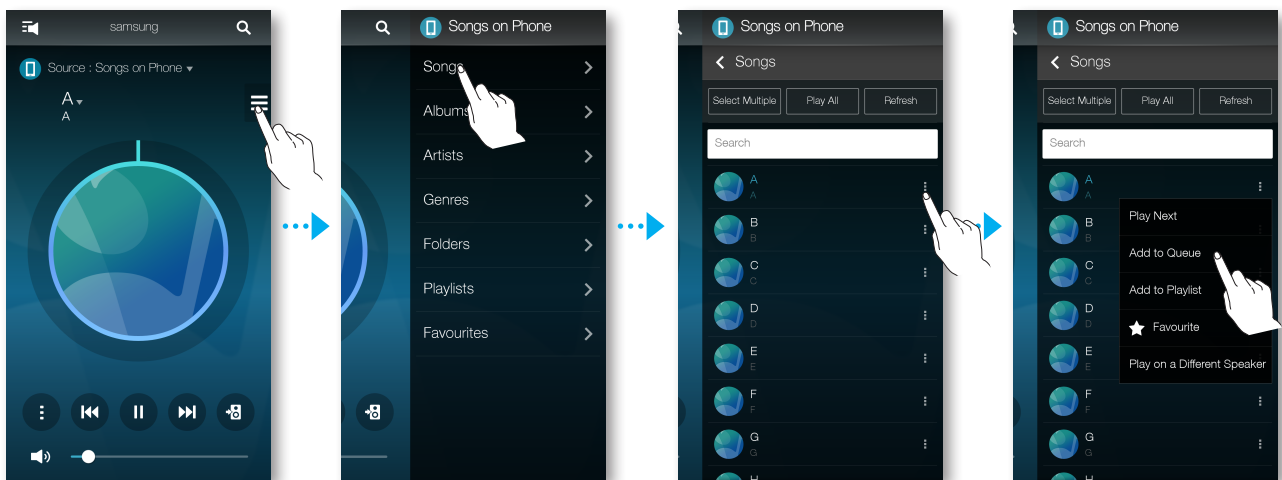 samsung
Source : Songs on Phone
A
A
Songs on Phone
Songs
Albums
Artists
Genres
Folders
Playlists
Favourites
Songs on Phone
Songs
Select Multiple
Play All
Refresh
Search
A
A
B
B
C
C
D
D
E
E
F
F
G
G
H
Songs on Phone
Songs
Select Multiple
Play All
Refresh
Search
A
A
Play Next
B
B
Add to Queue
C
C
Add to Playlist
D
D
Favourite
E
E
Play on a Different Speaker
F
F
G
G
H